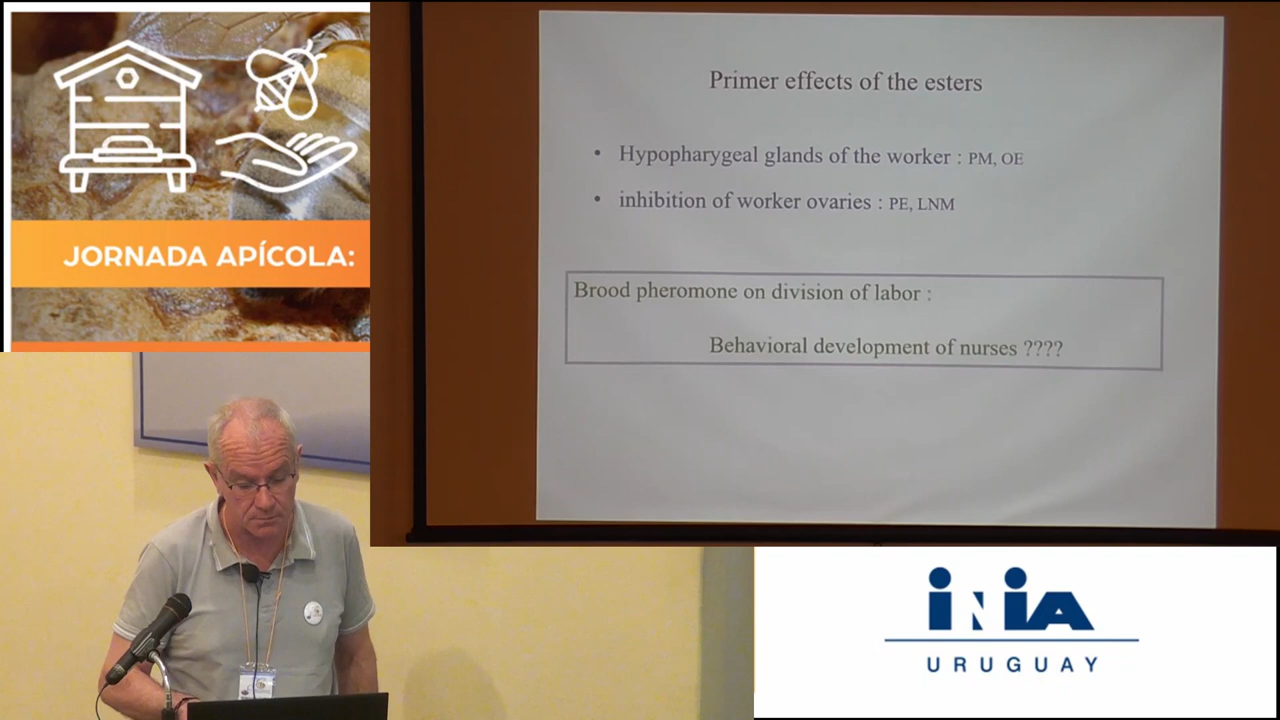 JORNADA APÍCOLA:
Primer effects of the esters
• Hypopharygeal glands of the worker : PM, OE
• inhibition of worker ovaries : PE, LNM
Brood pheromone on division of labor :
Behavioral development of nurses ????
iNiA
URUGUAY